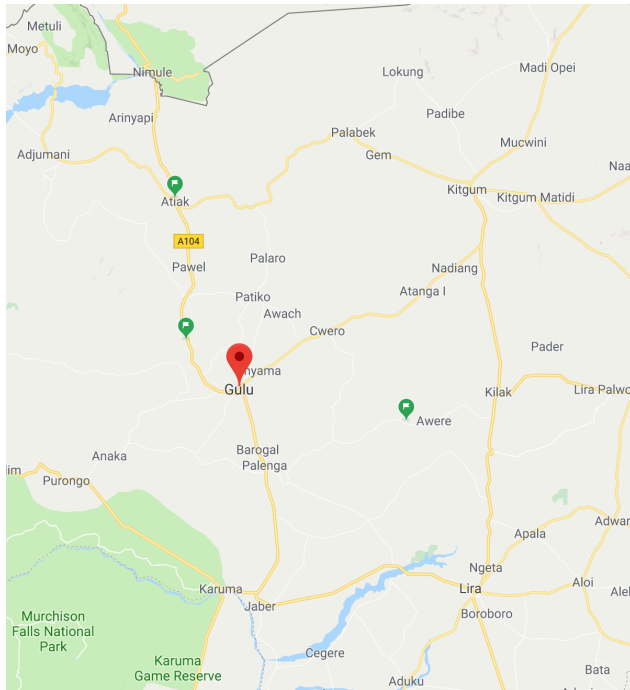 Metuli
Moyo
Nimule
Lokung
Madi Opei
Arinyapi
Padibe
Palabek
Mucwini
Adjumani
Gem
Naa
Kitgum
Kitgum Matidi
Atiak
A104
Palaro
Pawel
Nadiang
Patiko
Atanga I
Awach
Cwero
Pader
nyama
Gulu
Kilak
Lira Palwo
Awere
Barogal
Anaka
Palenga
im
Purongo
Adwar
Apala
Ngeta
Karuma
Lira
Aloi
Alel
Jaber
Boroboro
Murchison
Falls National
Park
Cegere
Karuma
Game Reserve
Aduku
Bata